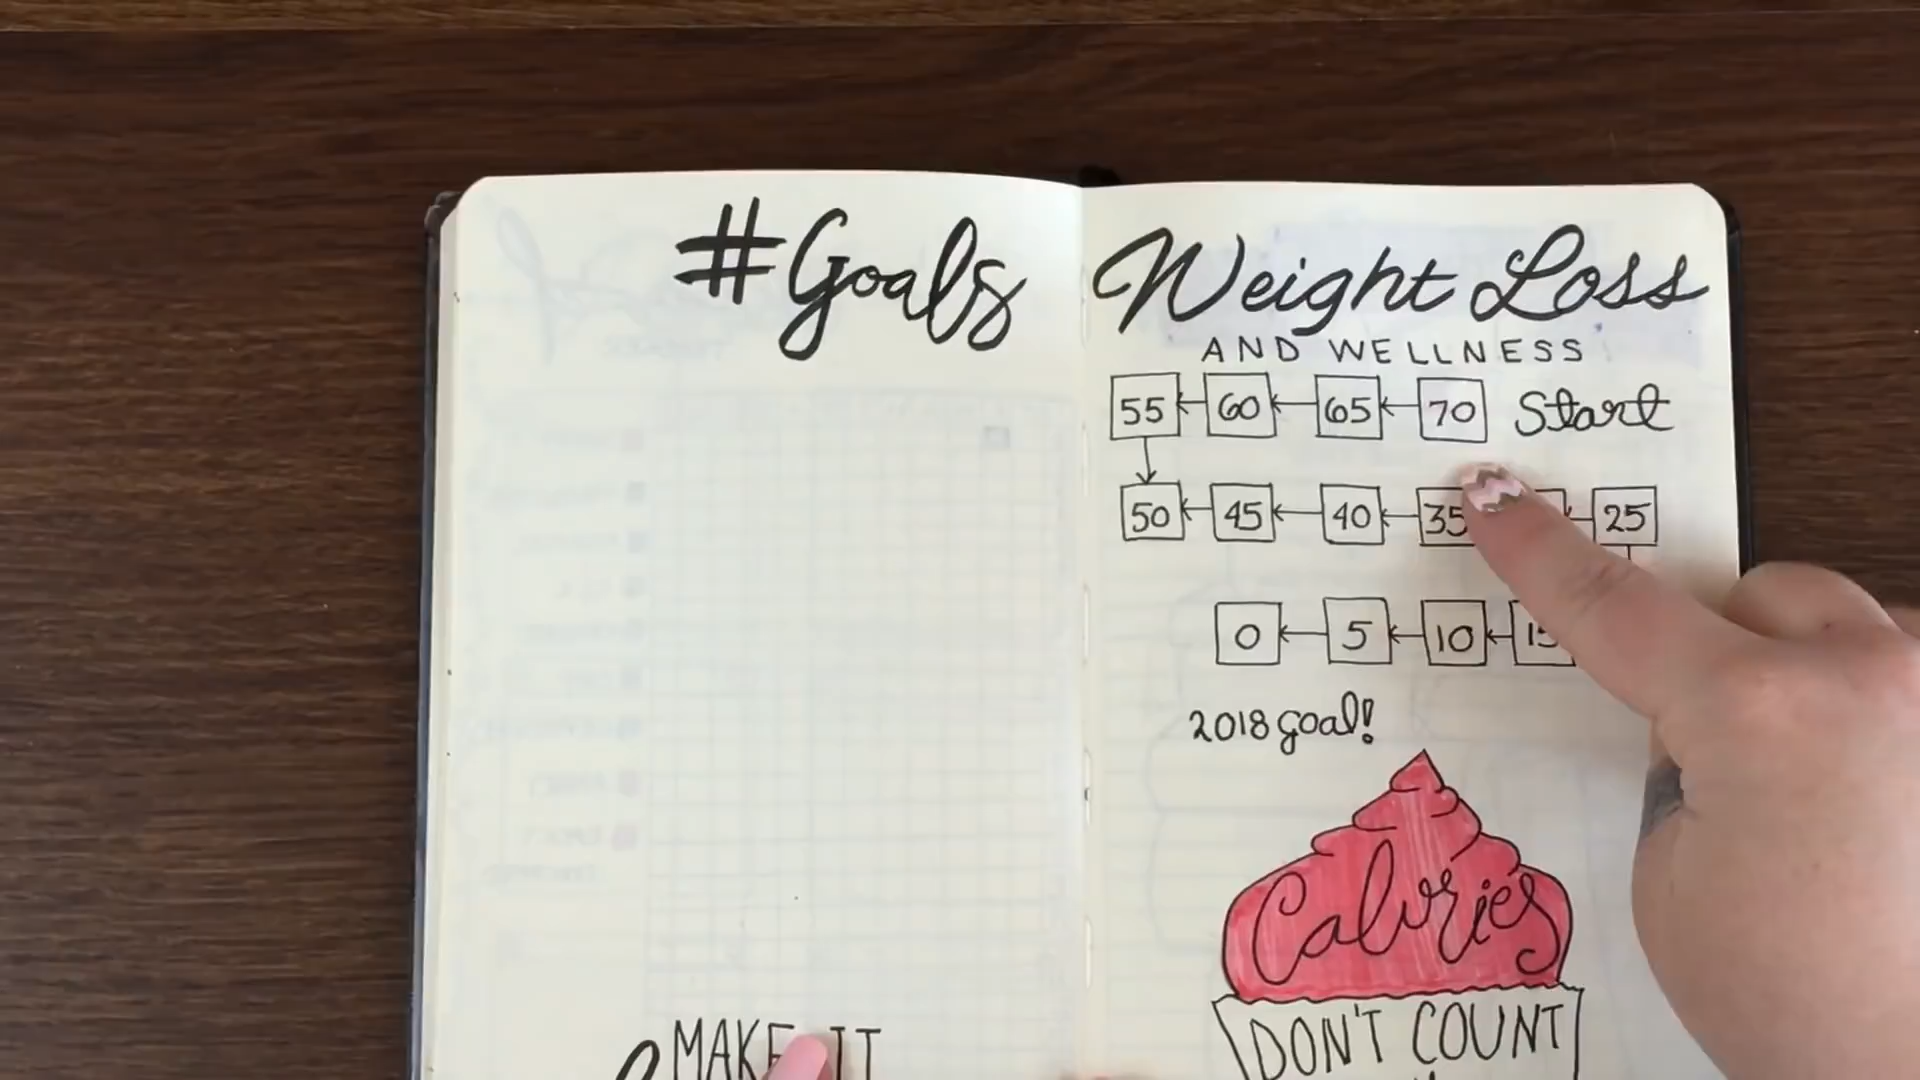 #Goals
MAKE IT
Weight Loss
AND WELLNESS
55 60 65 70 Start
50 45 40 35 25
0 5 10 15
2018 goal!
Calories
DON'T COUNT